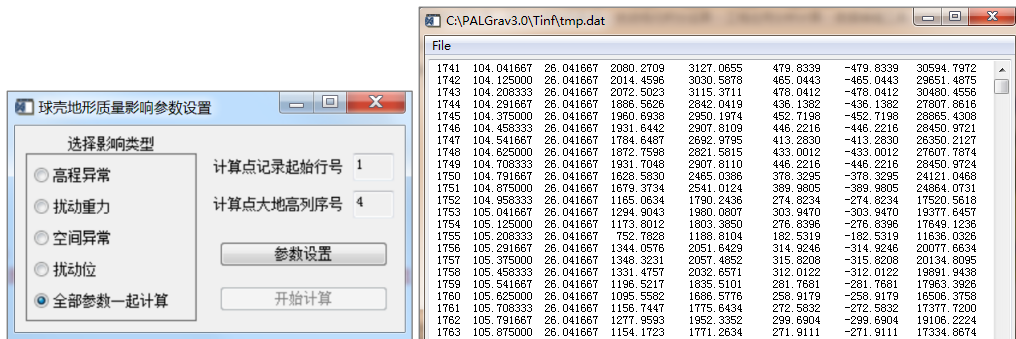 球壳地形质量影响参数设置
选择影响类型
高程异常
扰动重力
空间异常
扰动位
全部参数一起计算
计算点记录起始行号 1
计算点大地高列序号 4
参数设置
开始计算
C:\PALGrav3.0\Tinf\tmp.dat
File
1741 104.041667 26.041667 2080.2709 3127.0655 479.8339 -479.8339 30594.7972
1742 104.125000 26.041667 2014.4596 3030.5878 465.0443 -465.0443 29651.4875
1743 104.208333 26.041667 2072.5023 3115.3711 478.0412 -478.0412 30480.4556
1744 104.291667 26.041667 1886.5626 2842.0419 436.1382 -436.1382 27807.8616
1745 104.375000 26.041667 1960.6938 2950.1974 452.7198 -452.7198 28865.4308
1746 104.458333 26.041667 1931.6442 2907.8109 446.2216 -446.2216 28450.9721
1747 104.541667 26.041667 1784.6487 2692.9795 413.2830 -413.2830 26350.2127
1748 104.625000 26.041667 1872.7598 2821.5815 433.0012 -433.0012 27607.7874
1749 104.708333 26.041667 1931.7048 2907.8110 446.2216 -446.2216 28450.9724
1750 104.791667 26.041667 1628.5830 2465.0386 378.3295 -378.3295 24121.0468
1751 104.875000 26.041667 1679.3734 2541.0124 389.9805 -389.9805 24864.0731
1752 104.958333 26.041667 1165.0634 1790.2436 274.8234 -274.8234 17520.5618
1753 105.041667 26.041667 1294.9043 1980.0807 303.9470 -303.9470 19377.6457
1754 105.125000 26.041667 1173.8012 1803.3850 276.8396 -276.8396 17649.1236
1755 105.208333 26.041667 752.7828 1188.8104 182.5319 -182.5319 11636.0326
1756 105.291667 26.041667 1344.0576 2051.6429 314.9246 -314.9246 20077.6634
1757 105.375000 26.041667 1348.3231 2057.4852 315.8208 -315.8208 20134.8095
1758 105.458333 26.041667 1331.4757 2032.6571 312.0122 -312.0122 19891.9438
1759 105.541667 26.041667 1196.5217 1835.5101 281.7681 -281.7681 17963.3926
1760 105.625000 26.041667 1095.5582 1686.5776 258.9179 -258.9179 16506.3758
1761 105.708333 26.041667 1156.7447 1775.6434 272.5832 -272.5832 17377.7200
1762 105.791667 26.041667 1277.9593 1952.3352 299.6904 -299.6904 19106.2224
1763 105.875000 26.041667 1154.1723 1771.2634 271.9111 -271.9111 17334.8674